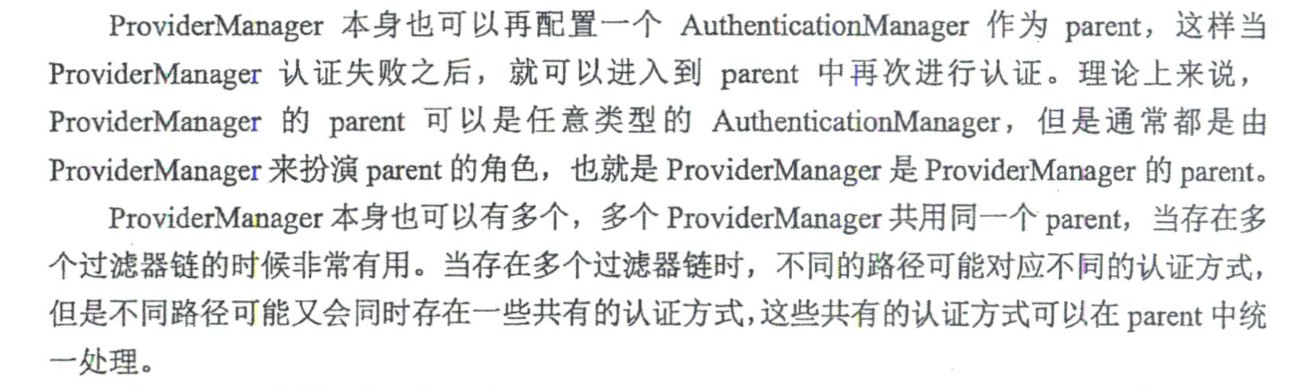 ProviderManager 本身也可以再配置一个 AuthenticationManager 作为 parent，这样当
ProviderManager 认证失败之后，就可以进入到 parent 中再次进行认证。理论上来说，
ProviderManager 的 parent 可以是任意类型的 AuthenticationManager，但是通常都是由
ProviderManager 来扮演 parent 的角色，也就是 ProviderManager 是 ProviderManager 的 parent。
ProviderManager 本身也可以有多个，多个 ProviderManager 共用同一个 parent，当存在多
个过滤器链的时候非常有用。当存在多个过滤器链时，不同的路径可能对应不同的认证方式，
但是不同路径可能又会同时存在一些共有的认证方式，这些共有的认证方式可以在 parent 中统
一处理。